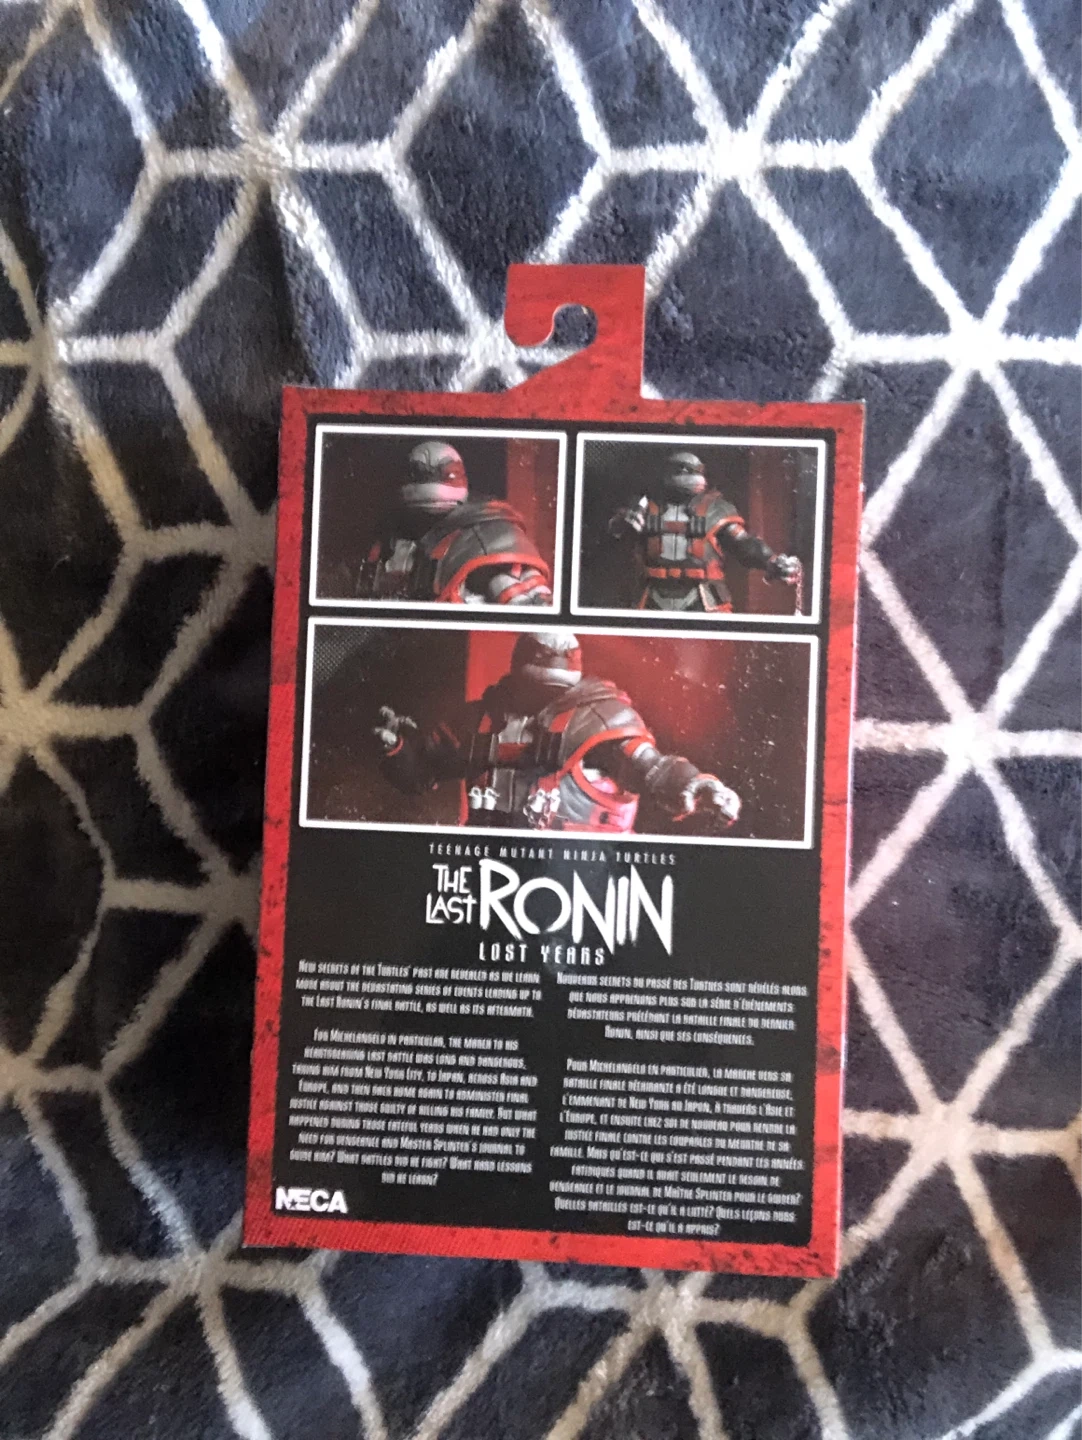 TEENAGE MUTANT NINJA TURTLES
THE LAST RONIN
LOST YEARS
NEW SECRETS OF THE TURTLES' PAST ARE REVEALED AS WE LEARN
MORE ABOUT THE DEVASTATING SERIES OF EVENTS LEADING UP TO
THE LAST RONIN'S FINAL BATTLE, AS WELL AS ITS AFTERMATH.
FOR MICHELANGELO IN PARTICULAR, THE MARCH TO HIS
HEARTBREAKING LAST BATTLE WAS LONG AND DANGEROUS,
TAKING HIM FROM NEW YORK CITY, TO JAPAN, ACROSS ASIA AND
EUROPE, AND THEN BACK HOME AGAIN TO ADMINISTER FINAL
JUSTICE AGAINST THOSE GUILTY OF KILLING HIS FAMILY. BUT WHAT
HAPPENED DURING THOSE FATEFUL YEARS WHEN HE HAD ONLY THE
NEED FOR VENGEANCE AND MASTER SPLINTER'S JOURNAL TO
GUIDE HIM? WHAT BATTLES DID HE FIGHT? WHAT HARD LESSONS
DID HE LEARN?
NOUVEAUX SECRETS DU PASSÉ DES TURTLES SONT RÉVÉLÉS ALORS
QUE NOUS APPRENONS PLUS SUR LA SÉRIE D'ÉVÉNEMENTS
DÉVASTATEURS PRÉCÉDANT LA BATAILLE FINALE DU DERNIER
RONIN, AINSI QUE SES CONSÉQUENCES.
POUR MICHELANGELO EN PARTICULIER, LA MARCHE VERS SA
BATAILLE FINALE DÉCHIRANTE A ÉTÉ LONGUE ET DANGEREUSE,
L'EMMENANT DE NEW YORK AU JAPON, À TRAVERS L'ASIE ET
L'EUROPE, ET ENSUITE CHEZ SOI DE NOUVEAU POUR RENDRE LA
JUSTICE FINALE CONTRE LES COUPABLES DU MEURTRE DE SA
FAMILLE. MAIS QU'EST-CE QUI S'EST PASSÉ PENDANT LES ANNÉES
FATIDIQUES QUAND IL AVAIT SEULEMENT LE BESOIN DE
VENGEANCE ET LE JOURNAL DE MAÎTRE SPLINTER POUR LE GUIDER?
QUELLES BATAILLES EST-CE QU'IL A LUTTÉ? QUELS LEÇONS DURS
EST-CE QU'IL A APPRIS?
NECA